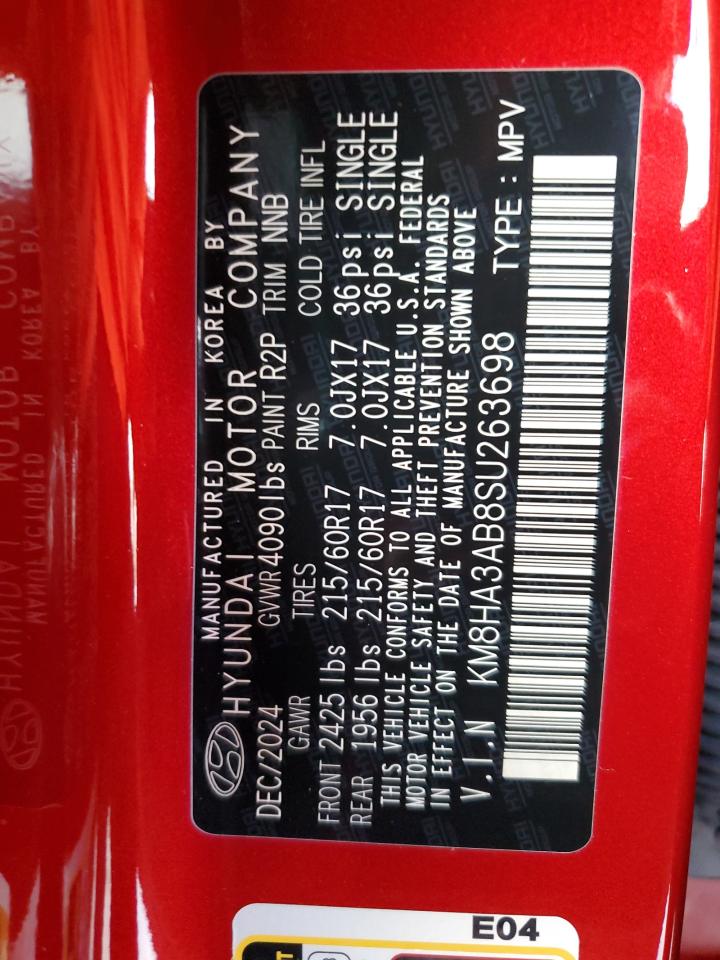 MANUFACTURED IN KOREA BY
HYUNDAI MOTOR COMPANY
DEC/2024 GVWR 4090lbs PAINT R2P TRIM NNB
GAWR TIRES RIMS COLD TIRE INFL
FRONT 2425 lbs 215/60R17 7.0JX17 36psi SINGLE
REAR 1956 lbs 215/60R17 7.0JX17 36psi SINGLE
THIS VEHICLE CONFORMS TO ALL APPLICABLE U.S.A. FEDERAL
MOTOR VEHICLE SAFETY AND THEFT PREVENTION STANDARDS
IN EFFECT ON THE DATE OF MANUFACTURE SHOWN ABOVE
V.I.N KM8HA3AB8SU263698 TYPE : MPV
E04